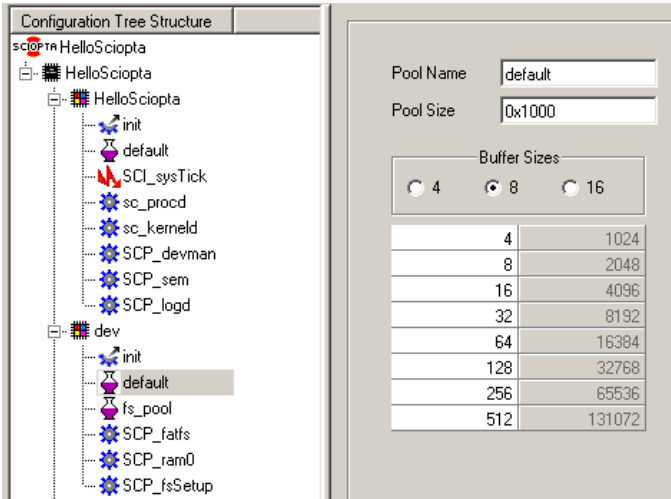 Configuration Tree Structure
SCIOPTA HelloSciopta
HelloSciopta
HelloSciopta
init
default
SCI_sysTick
sc_procd
sc_kerneld
SCP_devman
SCP_sem
SCP_logd
dev
init
default
fs_pool
SCP_fatfs
SCP_ram0
SCP_fsSetup
Pool Name default
Pool Size 0x1000
Buffer Sizes
4 8 16
4 1024
8 2048
16 4096
32 8192
64 16384
128 32768
256 65536
512 131072